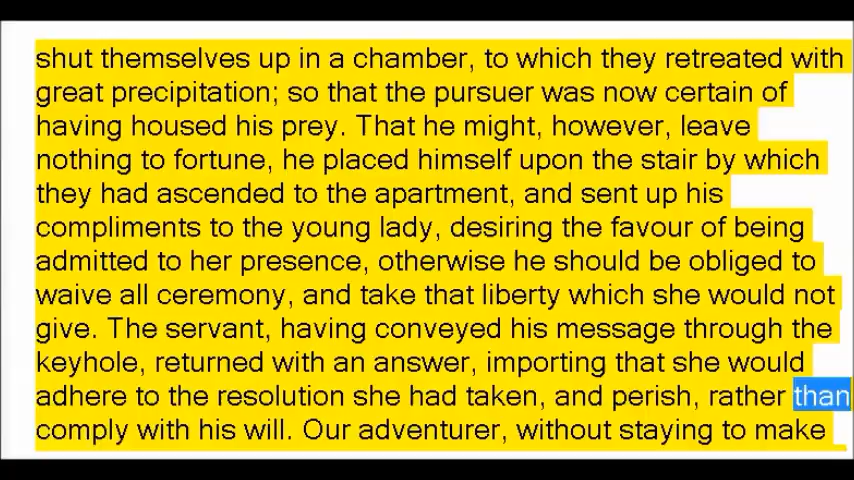 shut themselves up in a chamber, to which they retreated with
great precipitation; so that the pursuer was now certain of
having housed his prey. That he might, however, leave
nothing to fortune, he placed himself upon the stair by which
they had ascended to the apartment, and sent up his
compliments to the young lady, desiring the favour of being
admitted to her presence, otherwise he should be obliged to
waive all ceremony, and take that liberty which she would not
give. The servant, having conveyed his message through the
keyhole, returned with an answer, importing that she would
adhere to the resolution she had taken, and perish, rather than
comply with his will. Our adventurer, without staying to make